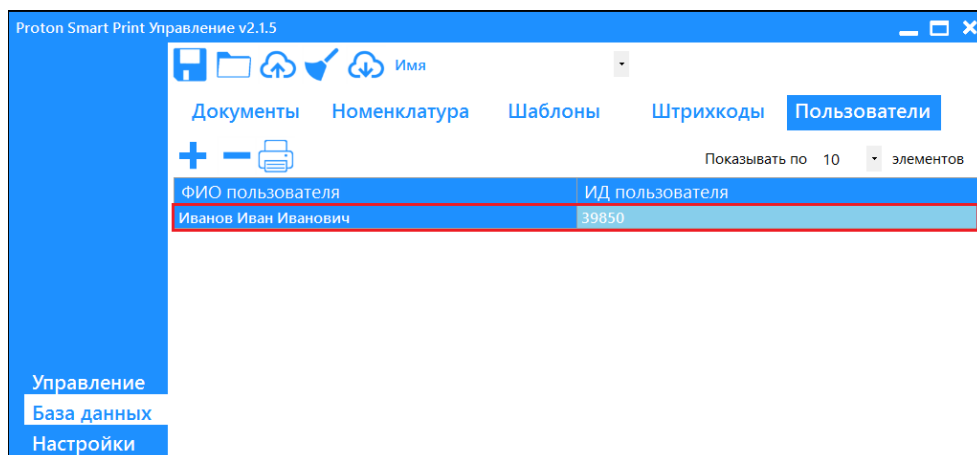 Proton Smart Print Управление v2.1.5
Имя
Документы Номенклатура Шаблоны Штрихкоды Пользователи
Показывать по 10 элементов
ФИО пользователя ИД пользователя
Иванов Иван Иванович 39850
Управление
База данных
Настройки